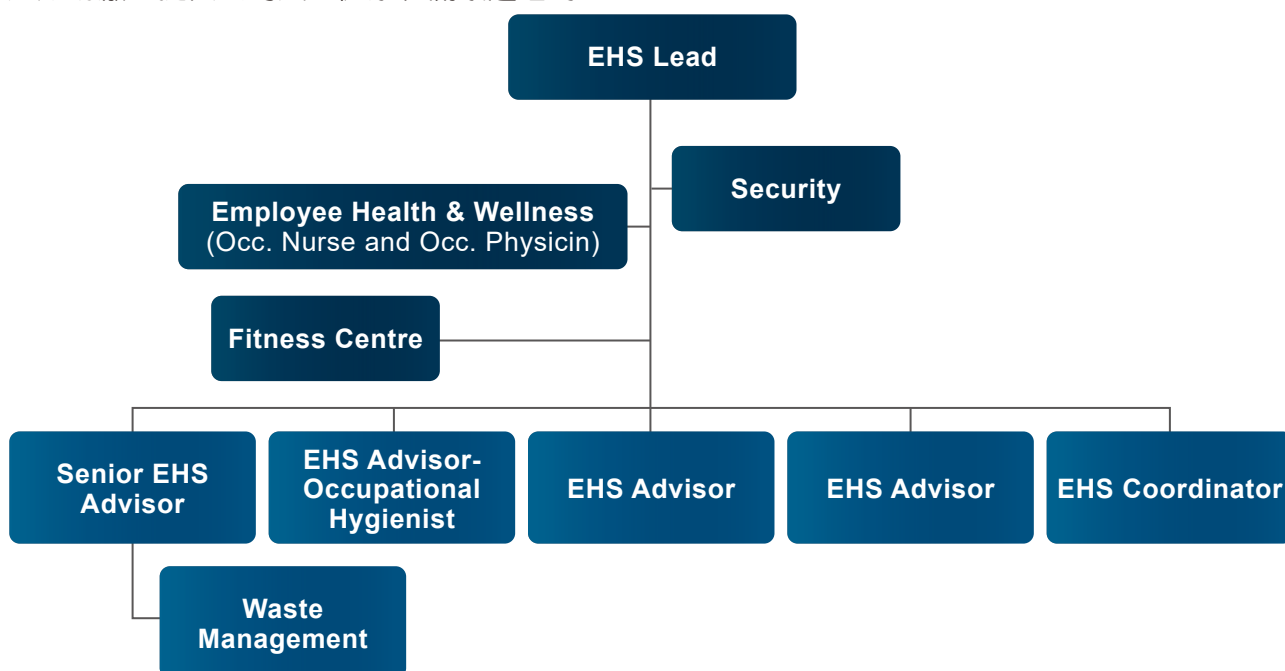 EHS Lead
Security
Employee Health & Wellness
(Occ. Nurse and Occ. Physicin)
Fitness Centre
Senior EHS
Advisor
EHS Advisor-
Occupational
Hygienist
EHS Advisor
EHS Advisor
EHS Coordinator
Waste
Management